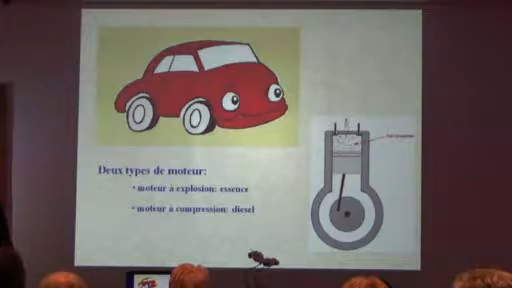 Deux types de moteur:
• moteur à explosion: essence
• moteur à compression: diesel